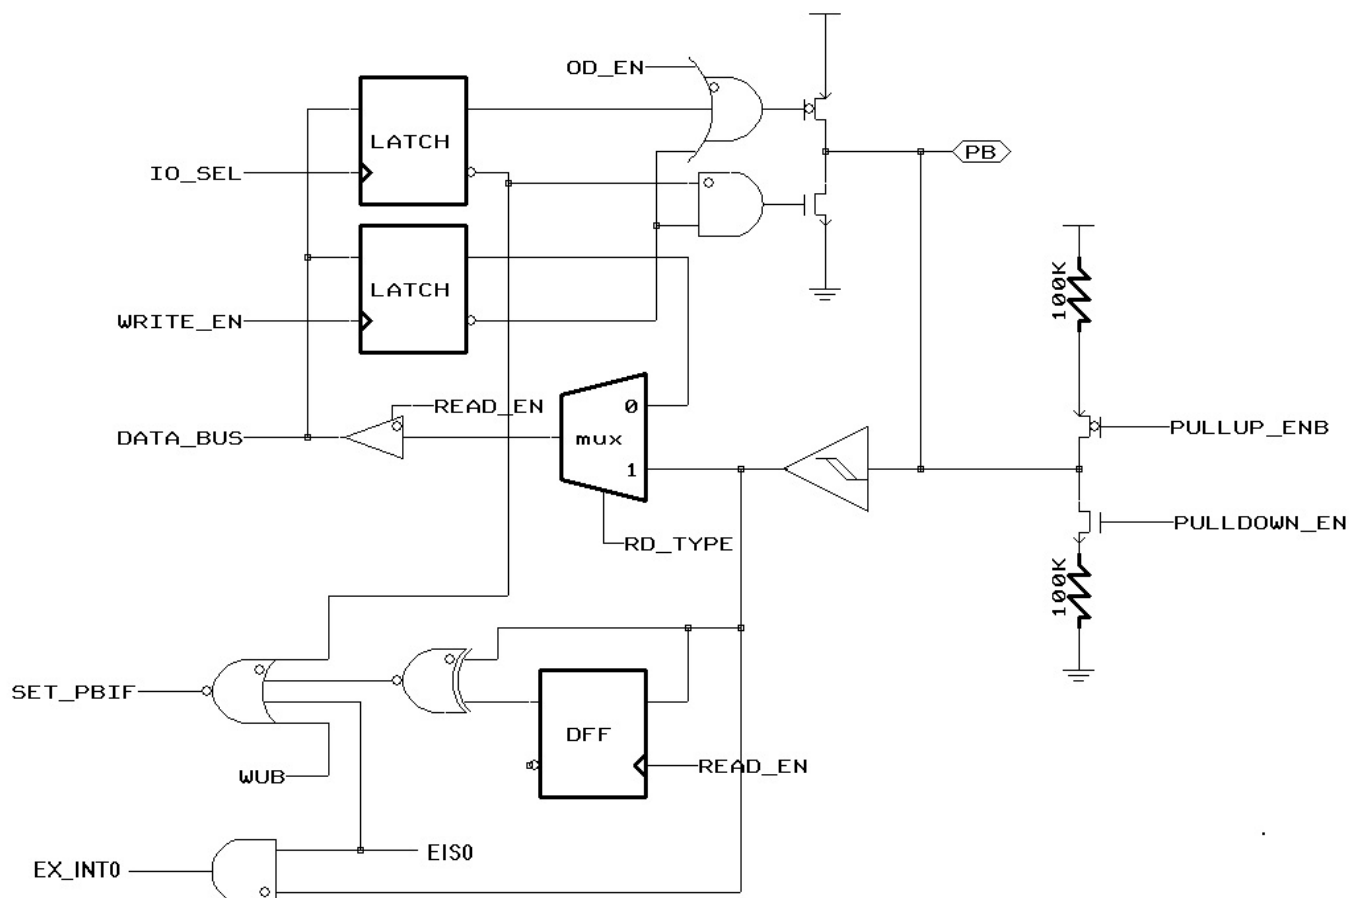 OD_EN
LATCH
IO_SEL
PB
LATCH
WRITE_EN
100K
READ_EN
0
DATA_BUS
mux
PULLUP_ENB
1
PULLDOWN_EN
RD_TYPE
100K
SET_PBIF
DFF
WUB
READ_EN
EIS0
EX_INT0